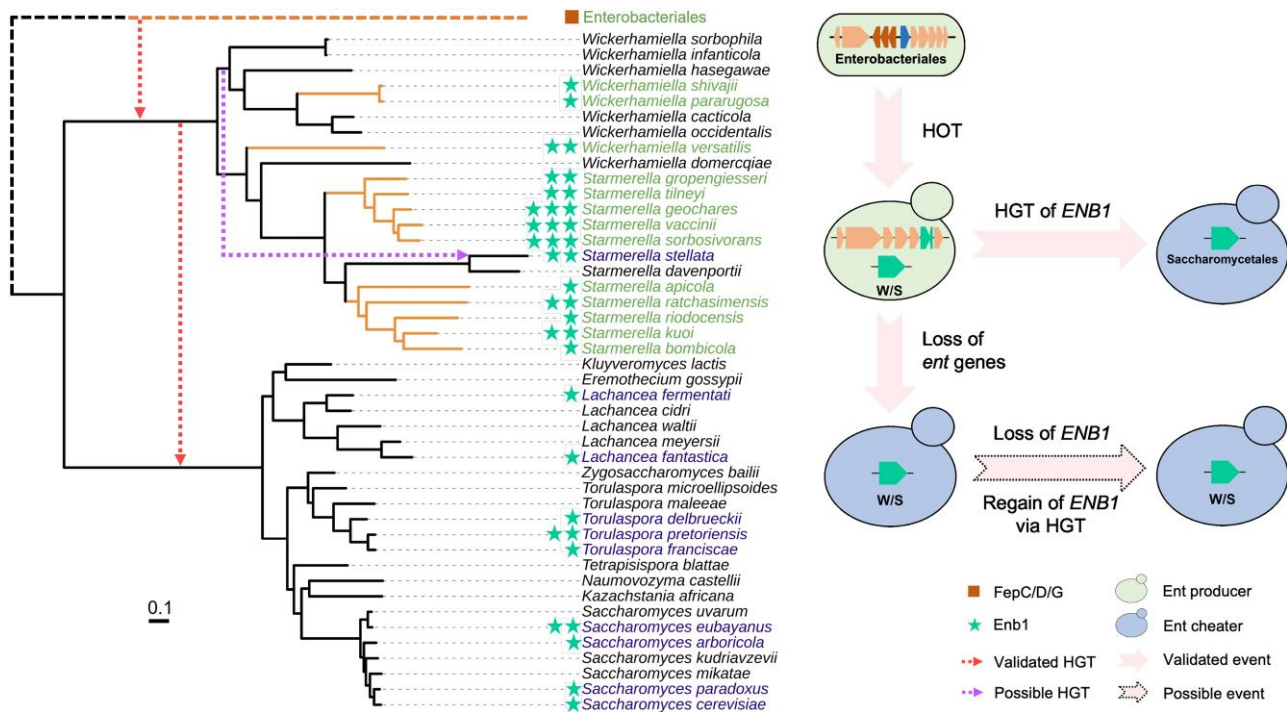 Enterobacteriales
Wickerhamiella sorbophila
Wickerhamiella infanticola
Wickerhamiella hasegawae
Wickerhamiella shivajii
Wickerhamiella pararugosa
Wickerhamiella cacticola
Wickerhamiella occidentalis
Wickerhamiella versatilis
Wickerhamiella domercqiae
Starmerella gropengiesseri
Starmerella tilneyi
Starmerella geochares
Starmerella vaccinii
Starmerella sorbosivorans
Starmerella stellata
Starmerella davenportii
Starmerella apicola
Starmerella ratchasimensis
Starmerella riodocensis
Starmerella kuoi
Starmerella bombicola
Kluyveromyces lactis
Eremothecium gossypii
Lachancea fermentati
Lachancea cidri
Lachancea waltii
Lachancea meyersii
Lachancea fantastica
Zygosaccharomyces bailii
Torulaspora microellipsoides
Torulaspora maleeae
Torulaspora delbrueckii
Torulaspora pretoriensis
Torulaspora franciscae
Tetrapisispora blattae
Naumovozyma castellii
Kazachstania africana
Saccharomyces uvarum
Saccharomyces eubayanus
Saccharomyces arboricola
Saccharomyces kudriavzevii
Saccharomyces mikatae
Saccharomyces paradoxus
Saccharomyces cerevisiae
0.1
Enterobacteriales
HOT
HGT of ENB1
W/S
Saccharomycetales
Loss of
ent genes
Loss of ENB1
W/S
Regain of ENB1
via HGT
W/S
FepC/D/G
Enb1
Validated HGT
Possible HGT
Ent producer
Ent cheater
Validated event
Possible event